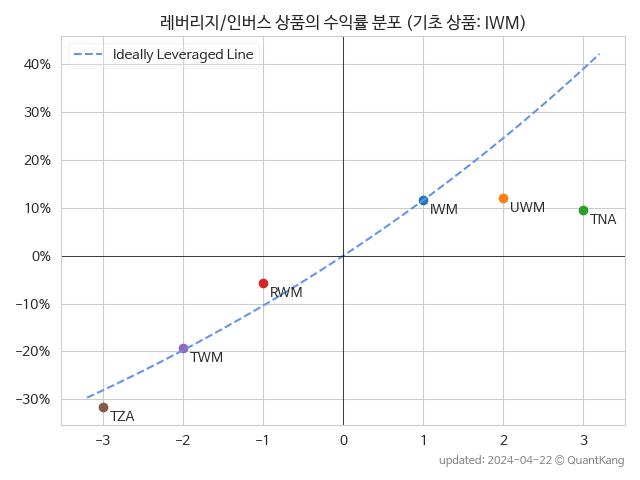 레버리지/인버스 상품의 수익률 분포 (기초 상품: IWM)
Ideally Leveraged Line
40%
30%
20%
10%
0%
−10%
−20%
−30%
IWM
UWM
TNA
RWM
TWM
TZA
−3
−2
−1
0
1
2
3
updated: 2024-04-22 © QuantKang